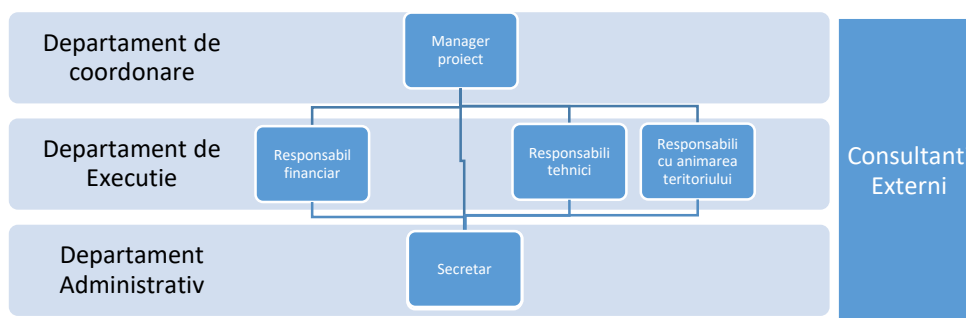 Departament de
coordonare
Manager
proiect
Departament de
Executie
Responsabil
financiar
Responsabili
tehnici
Responsabili
cu animarea
teritoriului
Departament
Administrativ
Secretar
Consultant
Externi